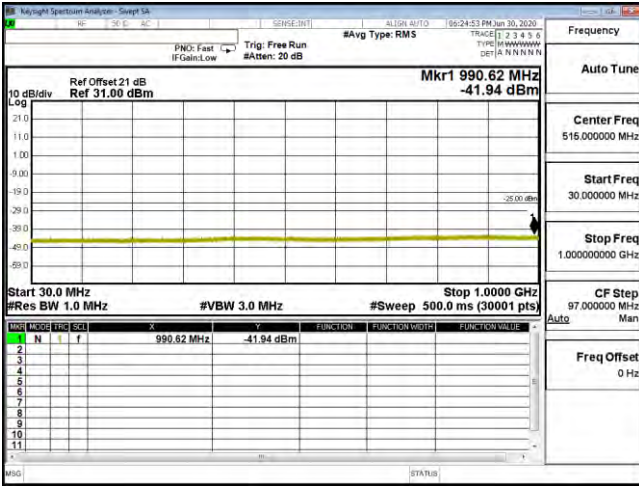 Keysight Spectrum Analyzer - Swept SA
RF 50 Ω AC SENSE:INT ALIGN AUTO 06:24:53 PM Jun 30, 2020
Frequency
#Avg Type: RMS
TRACE 1 2 3 4 5 6
TYPE M WWWWW
DET A N N N N N
PNO: Fast Trig: Free Run
IFGain:Low #Atten: 20 dB
Auto Tune
Mkr1 990.62 MHz
-41.94 dBm
Ref Offset 21 dB
10 dB/div Ref 31.00 dBm
Log
21.0
11.0
1.00
-9.00
-19.0
-29.0
-39.0
-49.0
-59.0
-25.00 dBm
1
Center Freq
515.000000 MHz
Start Freq
30.000000 MHz
Stop Freq
1.000000000 GHz
Start 30.0 MHz Stop 1.0000 GHz
#Res BW 1.0 MHz #VBW 3.0 MHz #Sweep 500.0 ms (30001 pts)
CF Step
97.000000 MHz
Auto Man
MKR MODE TRC SCL X Y FUNCTION FUNCTION WIDTH FUNCTION VALUE
1 N 1 f 990.62 MHz -41.94 dBm
2
3
4
5
6
7
8
9
10
11
Freq Offset
0 Hz
MSG STATUS